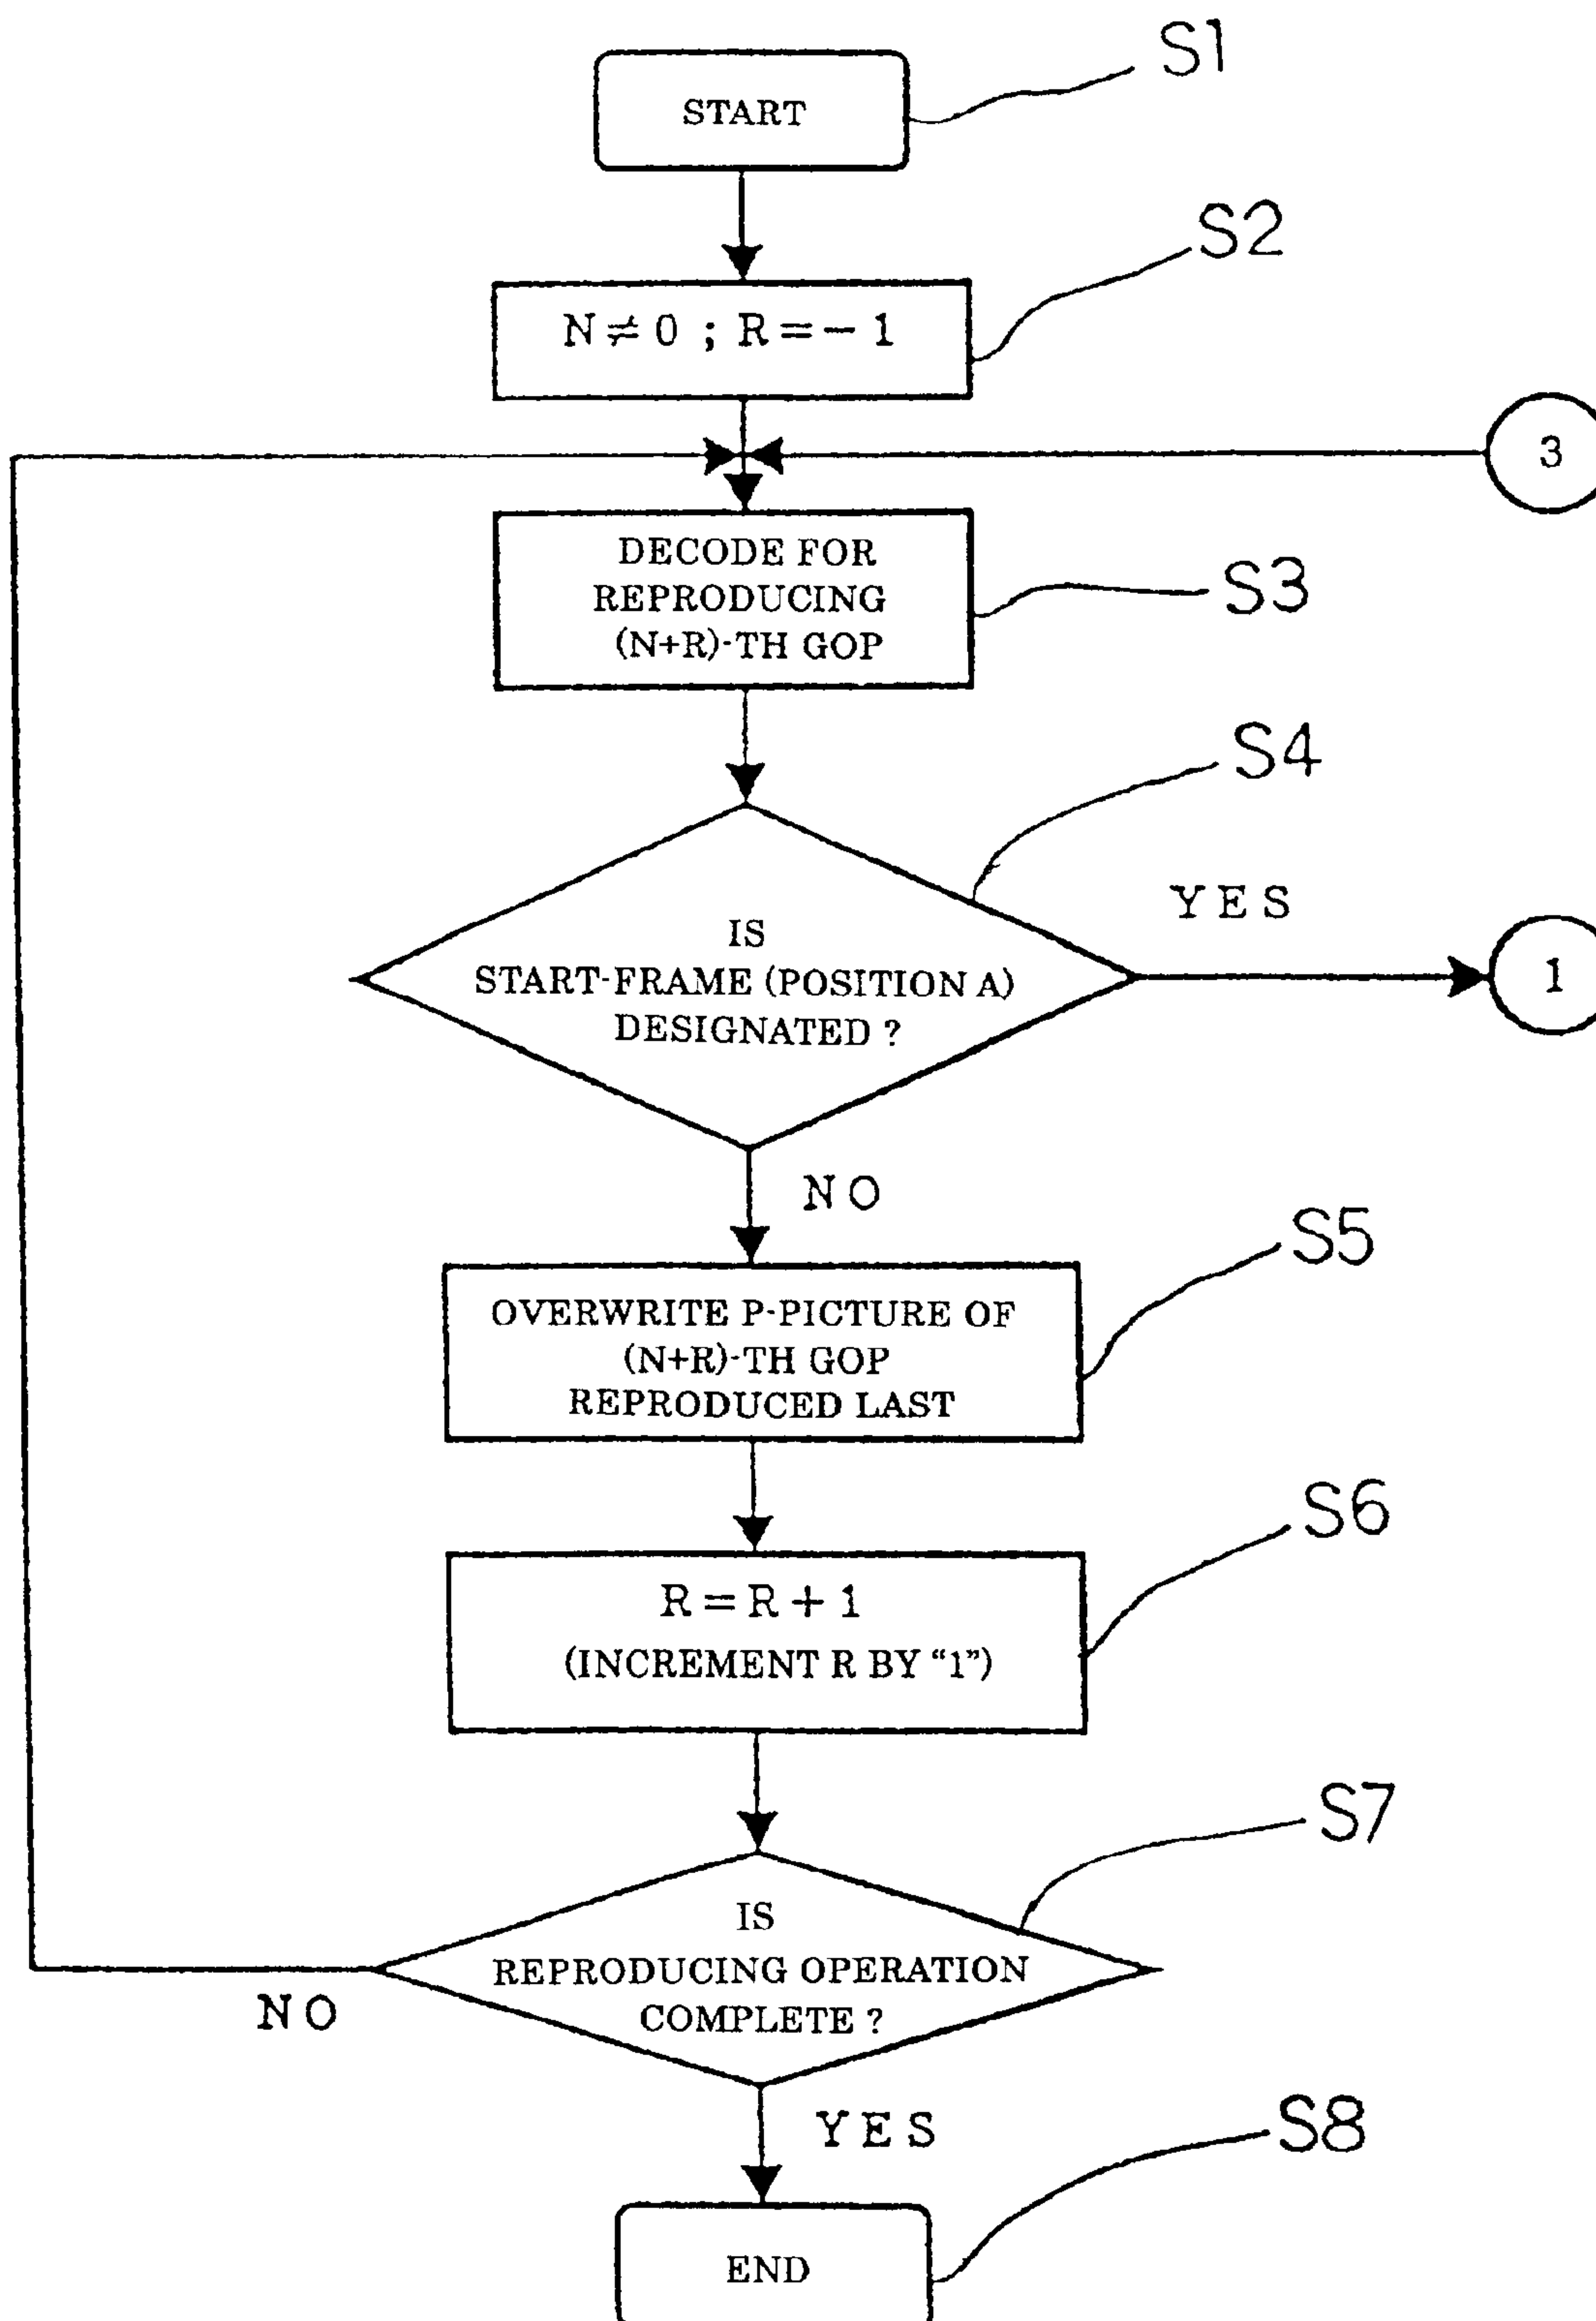 S1
START
S2
N≠0 ; R=-1
3
DECODE FOR
REPRODUCING
(N+R)-TH GOP
S3
S4
YES
IS
START-FRAME (POSITION A)
DESIGNATED ?
1
NO
S5
OVERWRITE P-PICTURE OF
(N+R)-TH GOP
REPRODUCED LAST
S6
R=R+1
(INCREMENT R BY “1”)
S7
IS
REPRODUCING OPERATION
COMPLETE ?
NO
YES
S8
END